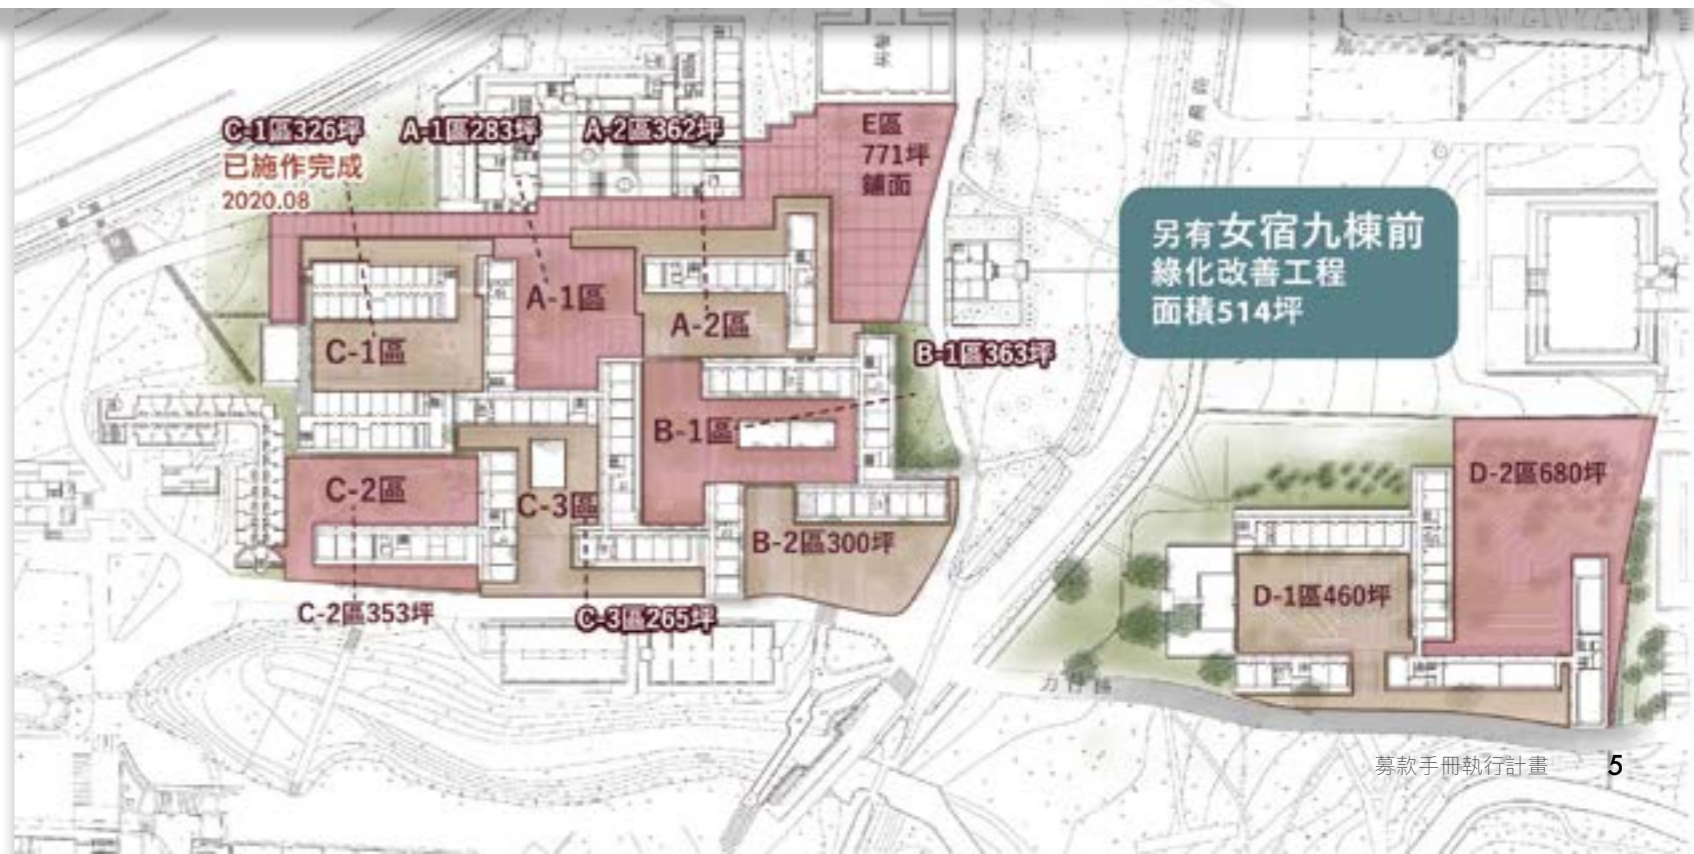 C-1區326坪
已施作完成
2020.08
A-1區283坪
A-2區362坪
E區
771坪
鋪面
另有女宿九棟前
綠化改善工程
面積514坪
A-1區
A-2區
C-1區
B-1區363坪
B-1區
C-2區
C-3區
B-2區300坪
D-2區680坪
D-1區460坪
C-2區353坪
C-3區265坪
力行路
募款手冊執行計畫
5